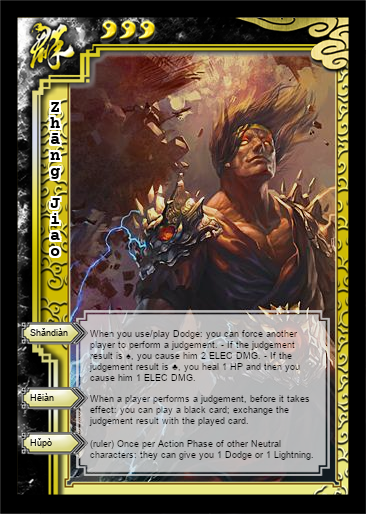 群
Zhāng Jiao
Shǎndiàn
When you use/play Dodge: you can force another
player to perform a judgement. - If the judgement
result is ♠, you cause him 2 ELEC DMG. - If the
judgement result is ♣, you heal 1 HP and then you
cause him 1 ELEC DMG.
Hēiàn
When a player performs a judgement, before it takes
effect: you can play a black card; exchange the
judgement result with the played card.
Hǔpò
(ruler) Once per Action Phase of other Neutral
characters: they can give you 1 Dodge or 1 Lightning.